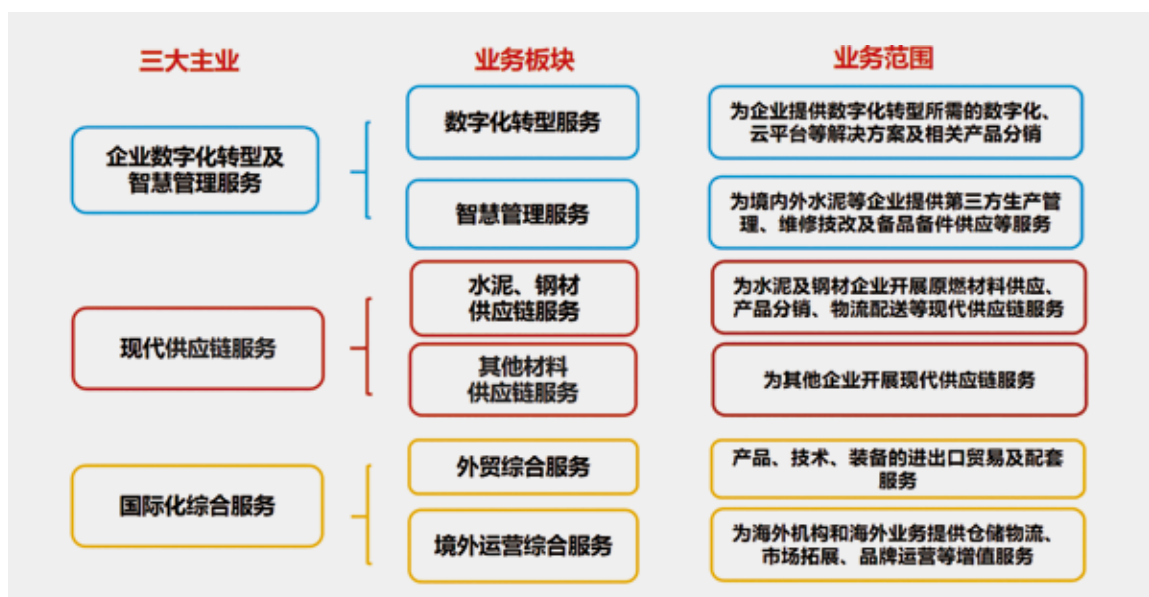 三大主业
业务板块
业务范围
企业数字化转型及
智慧管理服务
数字化转型服务
为企业提供数字化转型所需的数字化、
云平台等解决方案及相关产品分销
智慧管理服务
为境内外水泥等企业提供第三方生产管
理、维修技改及备品备件供应等服务
现代供应链服务
水泥、钢材
供应链服务
为水泥及钢材企业开展原燃材料供应、
产品分销、物流配送等现代供应链服务
其他材料
供应链服务
为其他企业开展现代供应链服务
国际化综合服务
外贸综合服务
产品、技术、装备的进出口贸易及配套
服务
境外运营综合服务
为海外机构和海外业务提供仓储物流、
市场拓展、品牌运营等增值服务